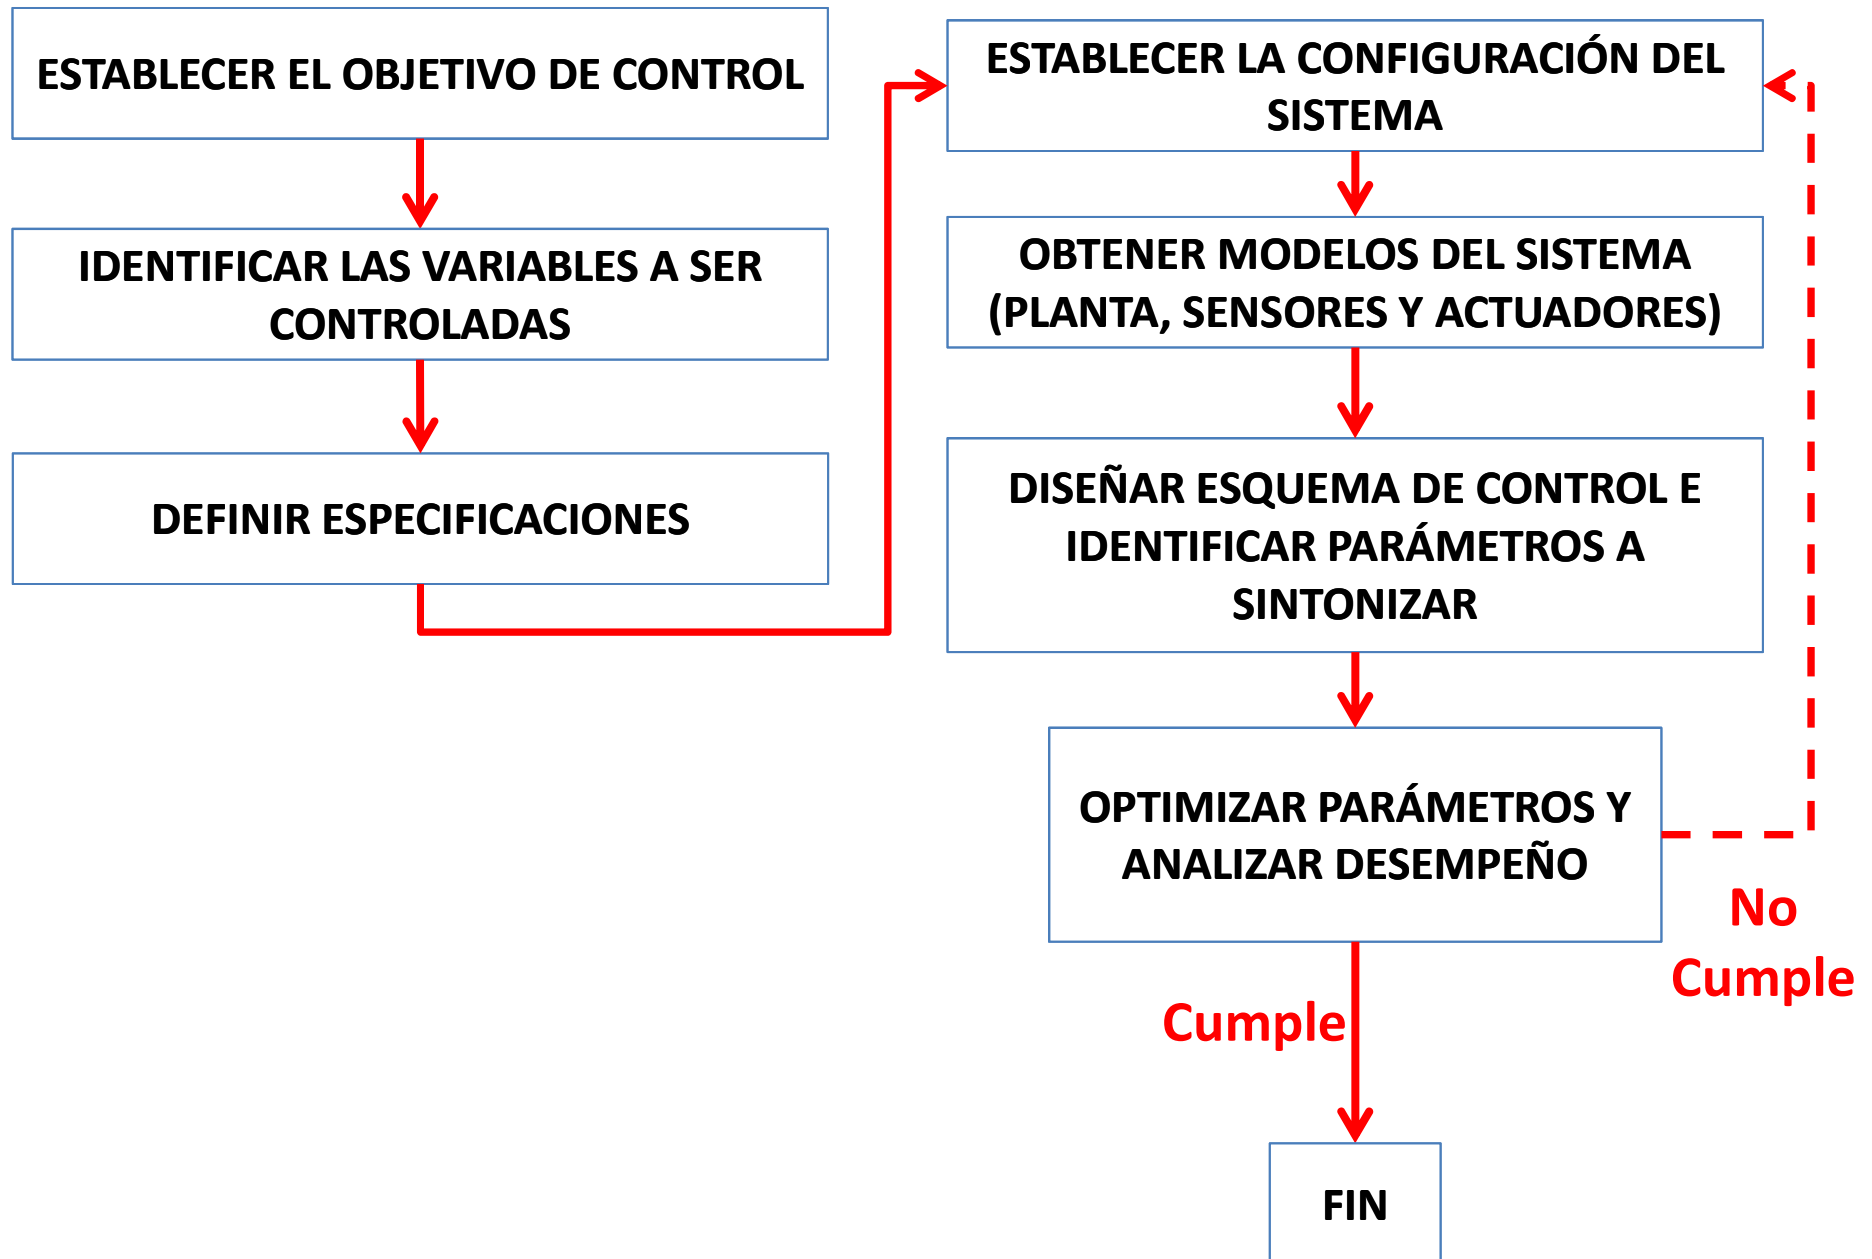 ESTABLECER EL OBJETIVO DE CONTROL
IDENTIFICAR LAS VARIABLES A SER
CONTROLADAS
DEFINIR ESPECIFICACIONES
ESTABLECER LA CONFIGURACIÓN DEL
SISTEMA
OBTENER MODELOS DEL SISTEMA
(PLANTA, SENSORES Y ACTUADORES)
DISEÑAR ESQUEMA DE CONTROL E
IDENTIFICAR PARÁMETROS A
SINTONIZAR
OPTIMIZAR PARÁMETROS Y
ANALIZAR DESEMPEÑO
No
Cumple
Cumple
FIN